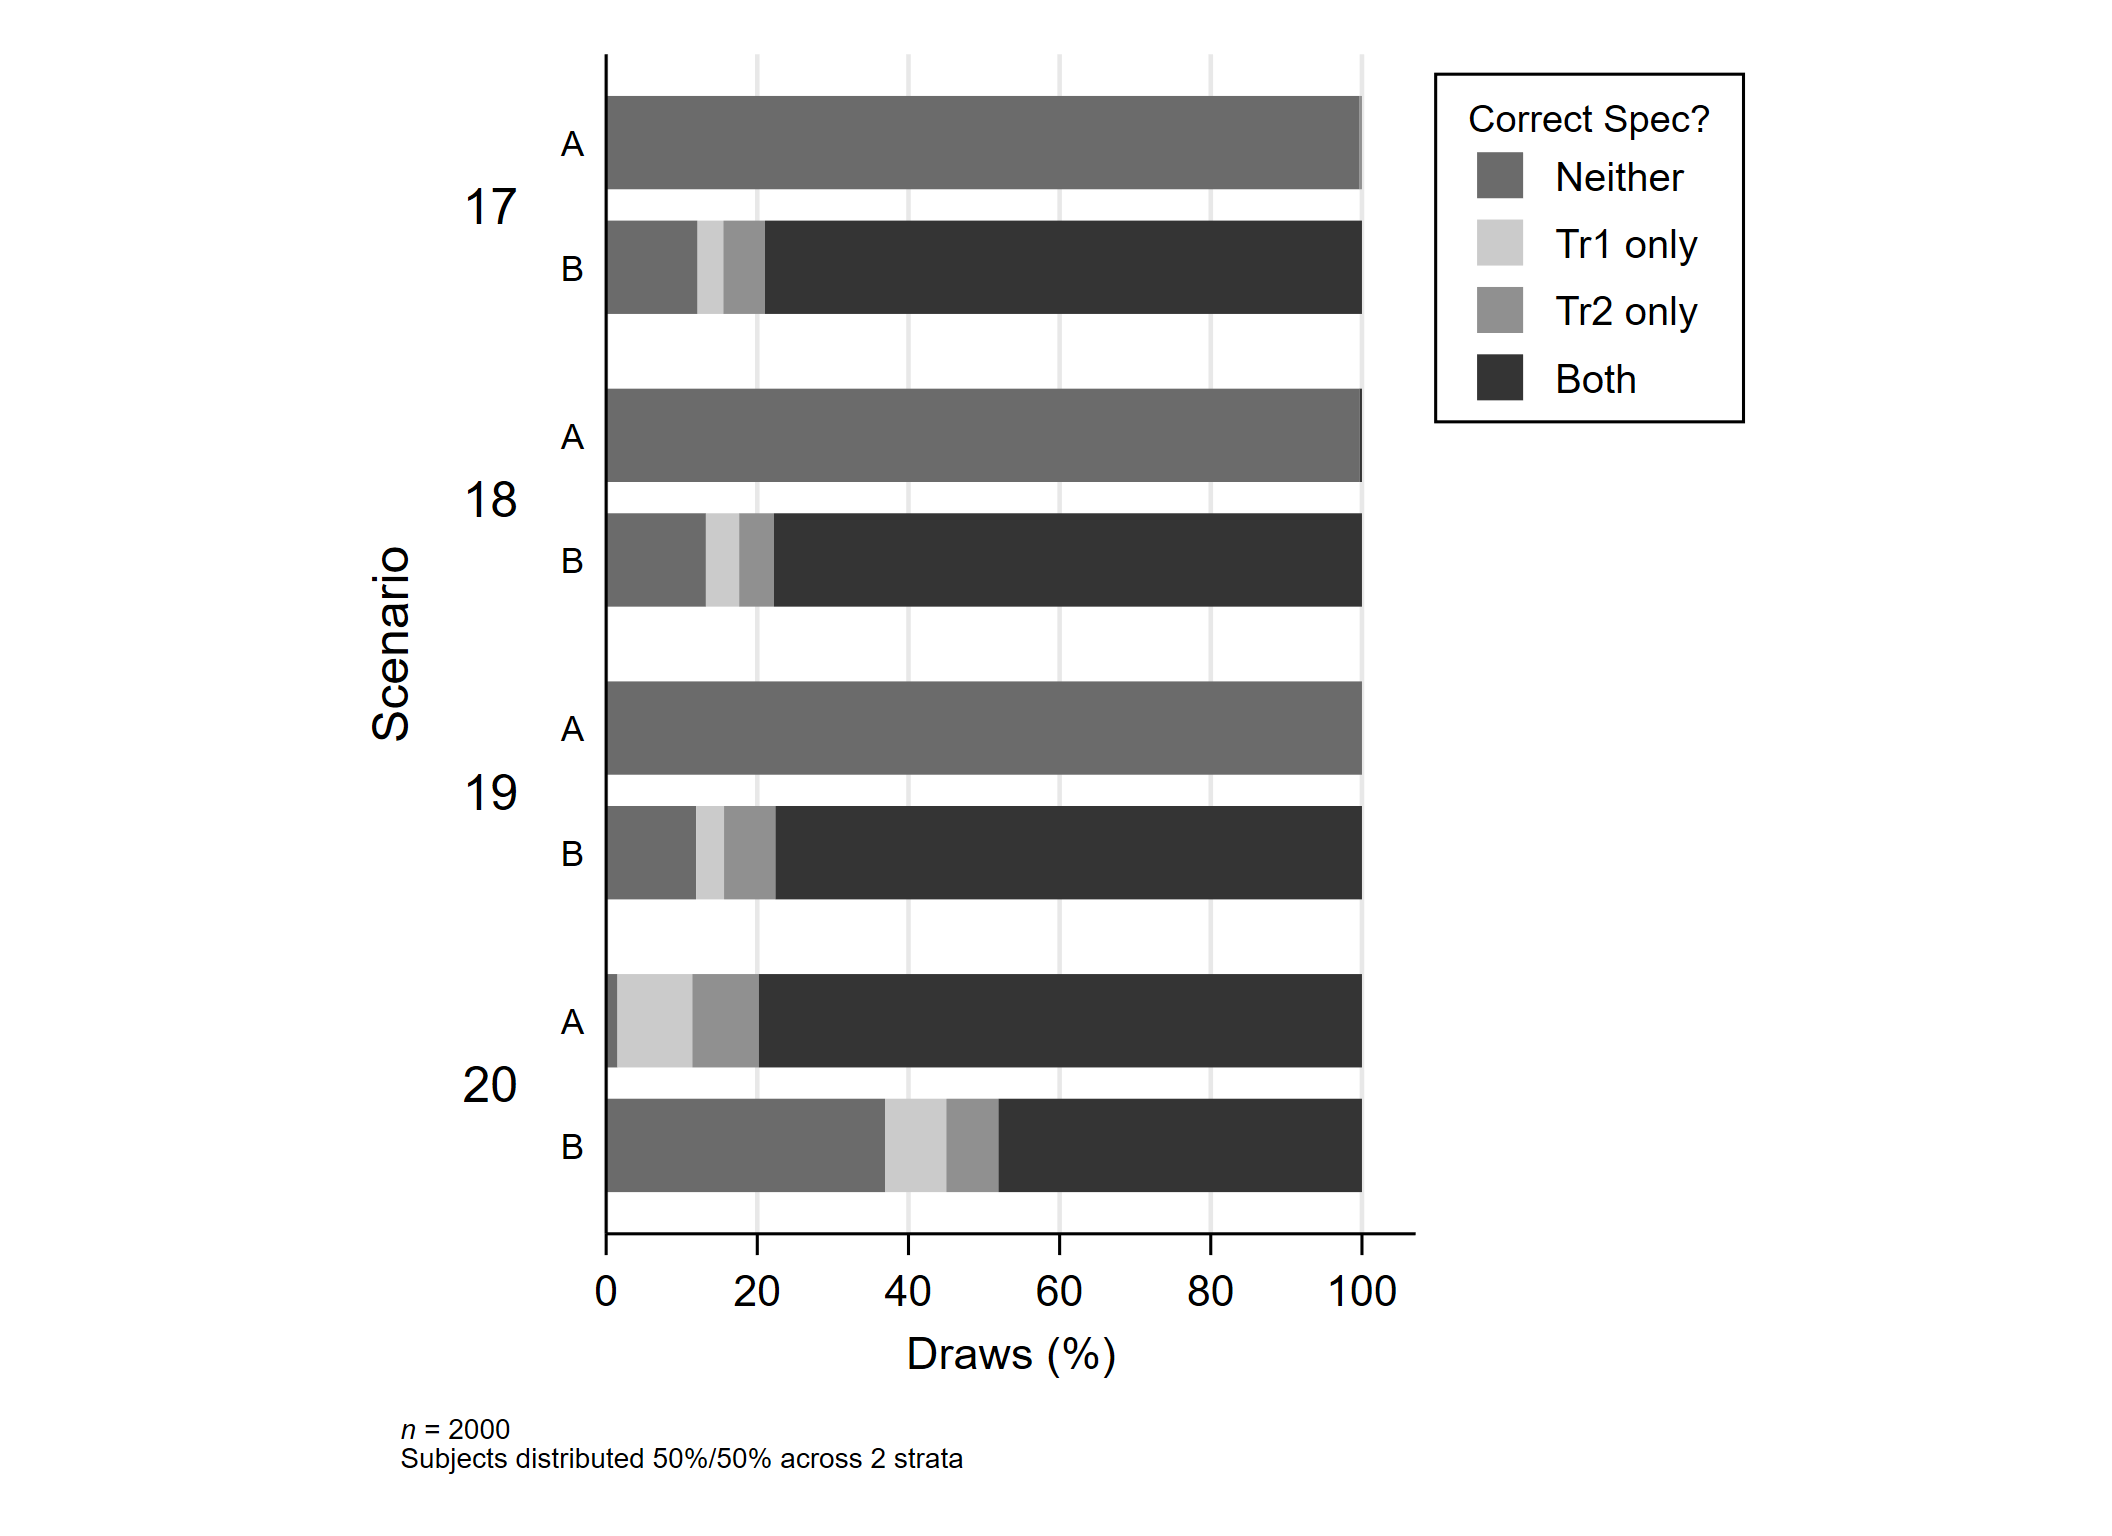 Correct Spec?
Neither
Tr1 only
Tr2 only
Both
Scenario
17
A
B
18
A
B
19
A
B
20
A
B
0 20 40 60 80 100
Draws (%)
n = 2000
Subjects distributed 50%/50% across 2 strata